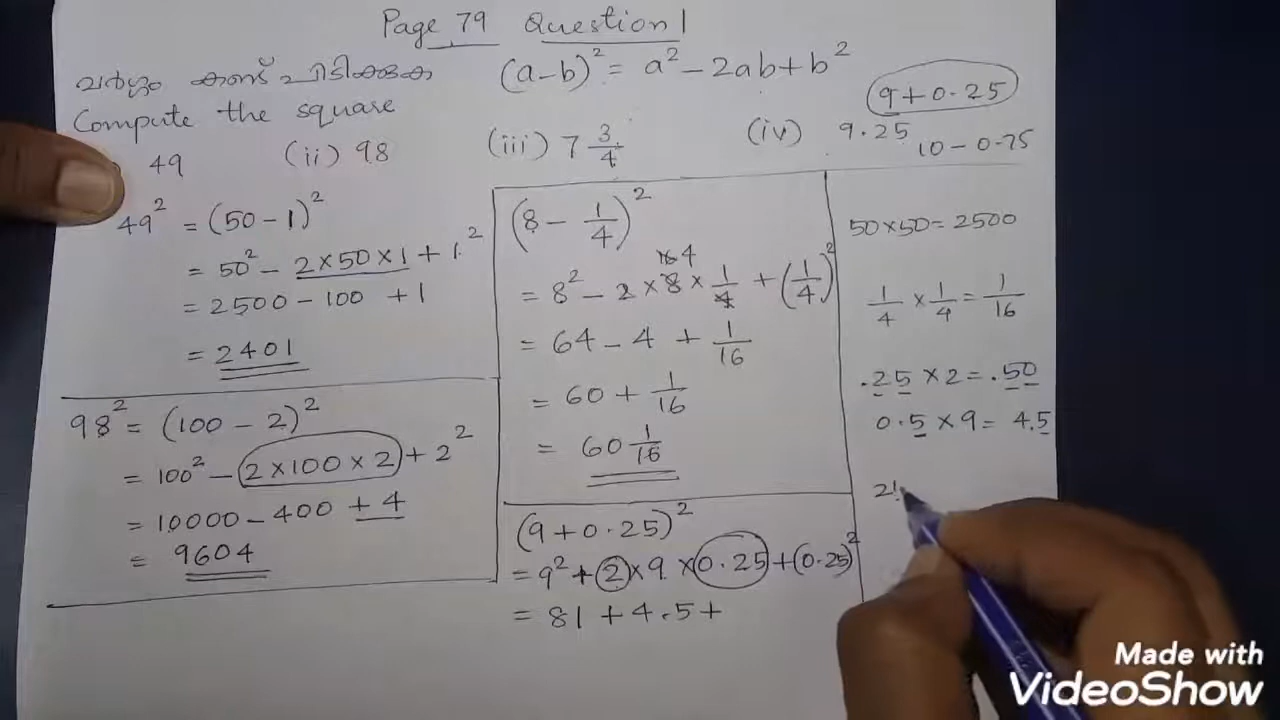 Page 79 Question 1
വർഗ്ഗം കണ്ട് പിടിക്കുക
(a-b)² = a² - 2ab + b²
Compute the square
9 + 0.25
49 (ii) 98 (iii) 7 3/4 (iv) 9.25
10 - 0.75
49² = (50 - 1)²
= 50² - 2 × 50 × 1 + 1²
= 2500 - 100 + 1
= 2401
98² = (100 - 2)²
= 100² - 2 × 100 × 2 + 2²
= 10000 - 400 + 4
= 9604
(8 - 1/4)²
16 4
= 8² - 2 × 8 × 1/4 + (1/4)²
= 64 - 4 + 1/16
= 60 + 1/16
= 60 1/16
(9 + 0.25)²
= 9² + 2 × 9 × 0.25 + (0.25)²
= 81 + 4.5 +
50 × 50 = 2500
1/4 × 1/4 = 1/16
.25 × 2 = .50
0.5 × 9 = 4.5
Made with
VideoShow